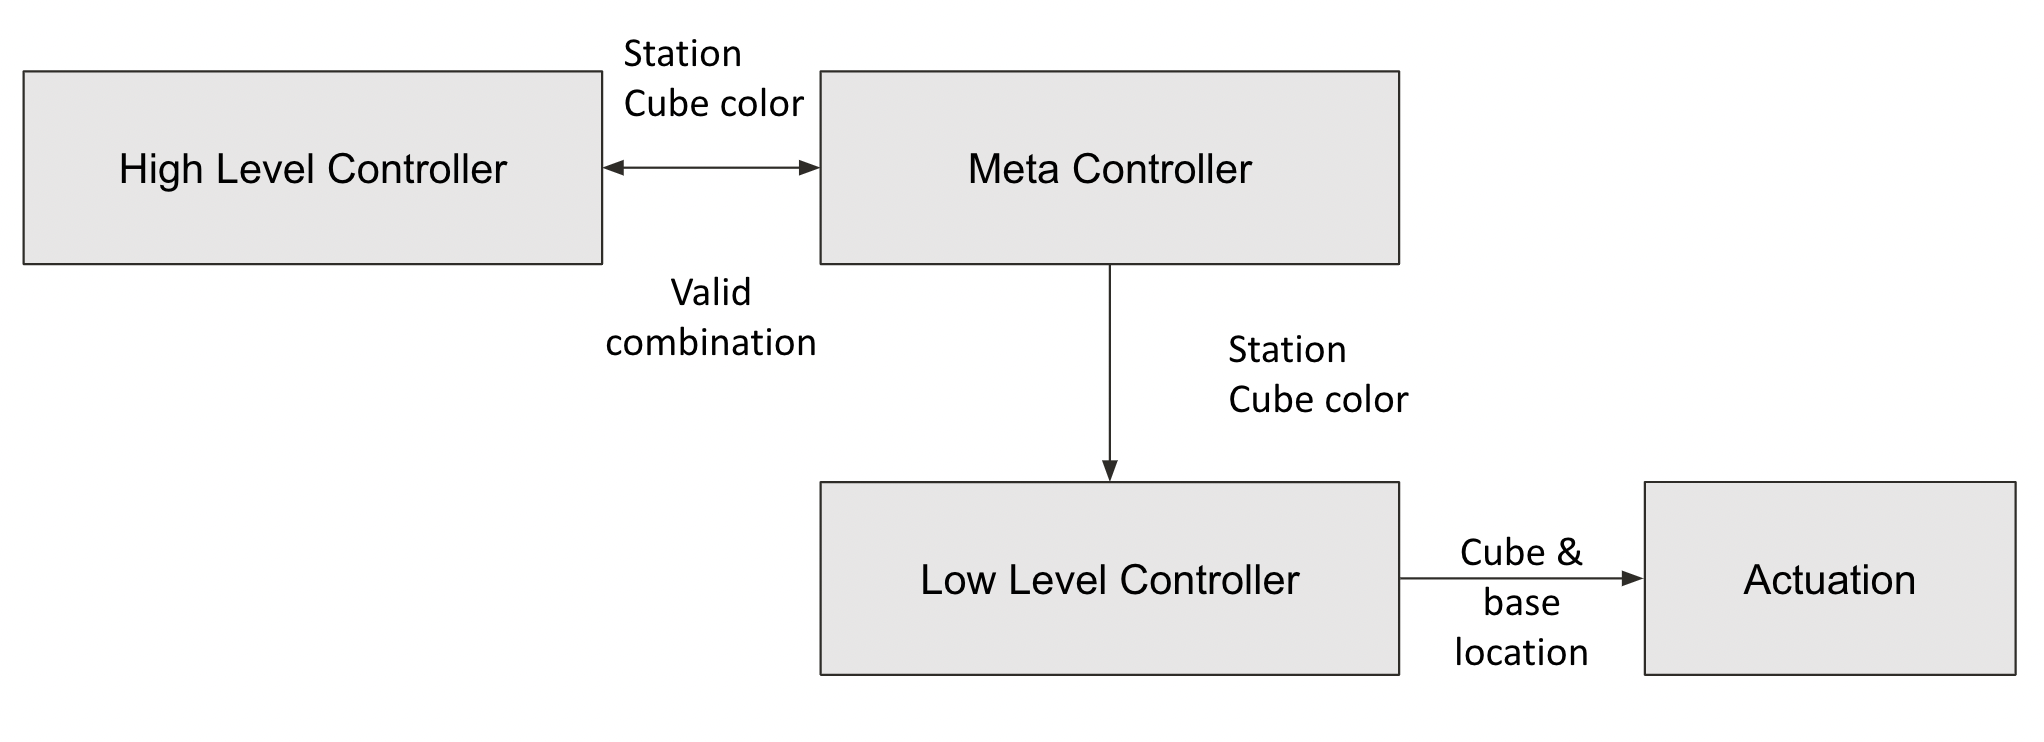 Station
Cube color
High Level Controller
Meta Controller
Valid
combination
Station
Cube color
Low Level Controller
Cube &
base
location
Actuation